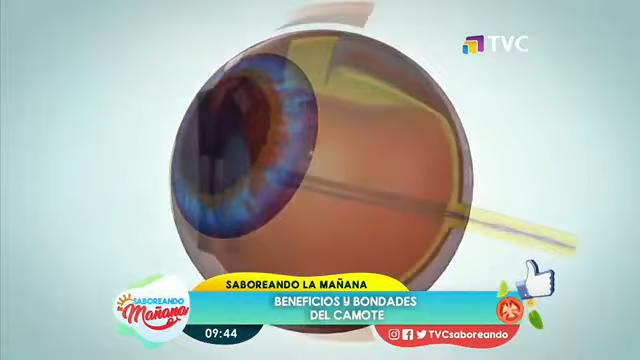 TVC
SABOREANDO LA MAÑANA
BENEFICIOS Y BONDADES
DEL CAMOTE
SABOREANDO
LA Mañana
09:44
TVCsaboreando